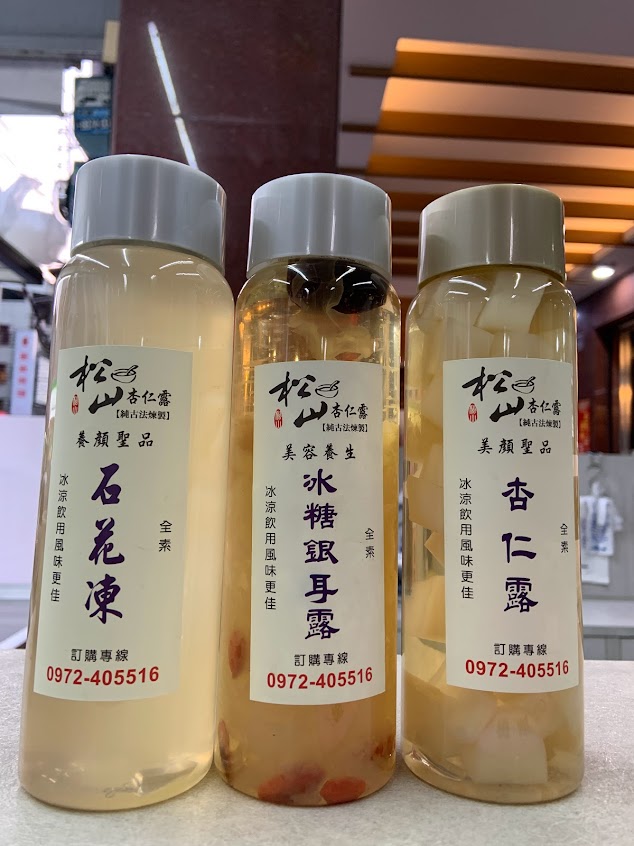 松山杏仁露
【純古法煉製】
養顏聖品
石花凍
冰涼飲用風味更佳
全素
訂購專線
0972-405516
松山杏仁露
【純古法煉製】
美容養生
冰糖銀耳露
冰涼飲用風味更佳
全素
訂購專線
0972-405516
松山杏仁露
【純古法煉製】
美顏聖品
杏仁露
冰涼飲用風味更佳
全素
訂購專線
0972-405516